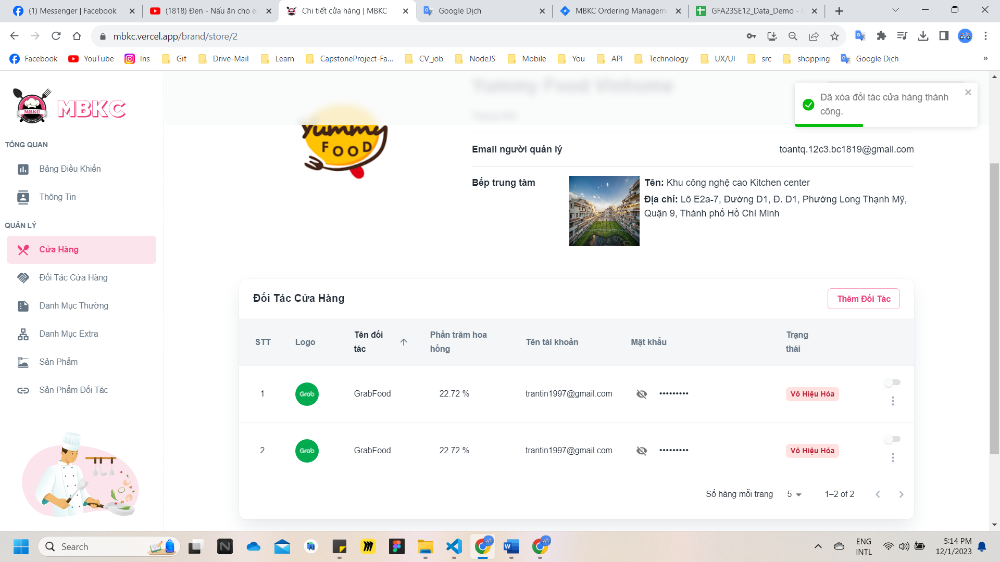 (1) Messenger | Facebook
(1818) Đen - Nấu ăn cho e
Chi tiết cửa hàng | MBKC
Google Dịch
MBKC Ordering Managem
GFA23SE12_Data_Demo -
mbkc.vercel.app/brand/store/2
Facebook
YouTube
Ins
Git
Drive-Mail
Learn
CapstoneProject-Fa...
CV_job
NodeJS
Mobile
You
API
Technology
UX/UI
src
shopping
Google Dịch
»
MBKC
MBKC
TỔNG QUAN
Bảng Điều Khiển
Thông Tin
QUẢN LÝ
Cửa Hàng
Đối Tác Cửa Hàng
Danh Mục Thường
Danh Mục Extra
Sản Phẩm
Sản Phẩm Đối Tác
Yummy Food Vinhome
Đã xóa đối tác cửa hàng thành
công.
Yummy
FOOD
Email người quản lý
toantq.12c3.bc1819@gmail.com
Bếp trung tâm
Tên: Khu công nghệ cao Kitchen center
Địa chỉ: Lô E2a-7, Đường D1, Đ. D1, Phường Long Thạnh Mỹ,
Quận 9, Thành phố Hồ Chí Minh
Đối Tác Cửa Hàng
Thêm Đối Tác
STT
Logo
Tên đối
tác
Phần trăm hoa
hồng
Tên tài khoản
Mật khẩu
Trạng
thái
1
Grab
GrabFood
22.72 %
trantin1997@gmail.com
•••••••••
Vô Hiệu Hóa
2
Grab
GrabFood
22.72 %
trantin1997@gmail.com
•••••••••
Vô Hiệu Hóa
Số hàng mỗi trang
5
1–2 of 2
Search
ENG
INTL
5:14 PM
12/1/2023